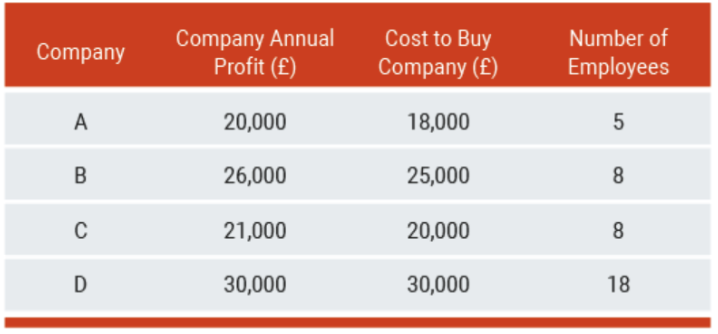 Company Company Annual Profit (£) Cost to Buy Company (£) Number of Employees
A 20,000 18,000 5
B 26,000 25,000 8
C 21,000 20,000 8
D 30,000 30,000 18